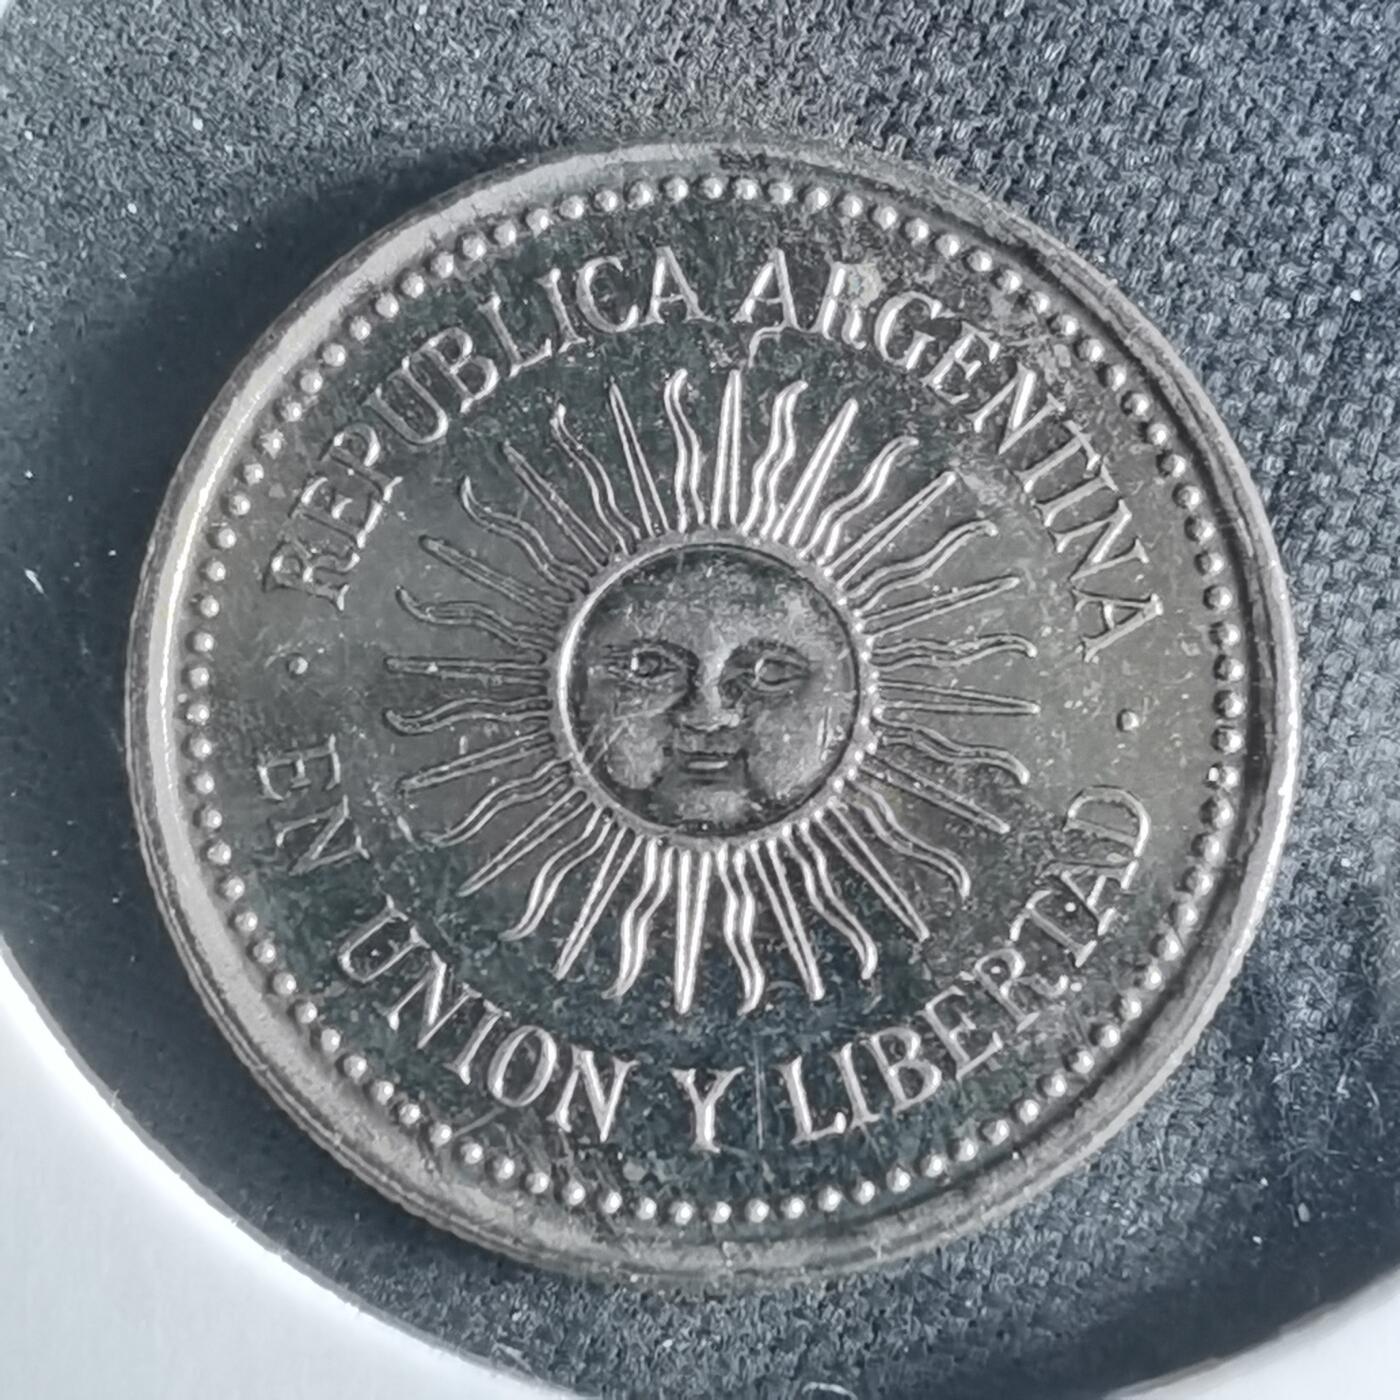 REPUBLICA ARGENTINA
· EN UNION Y LIBERTAD ·